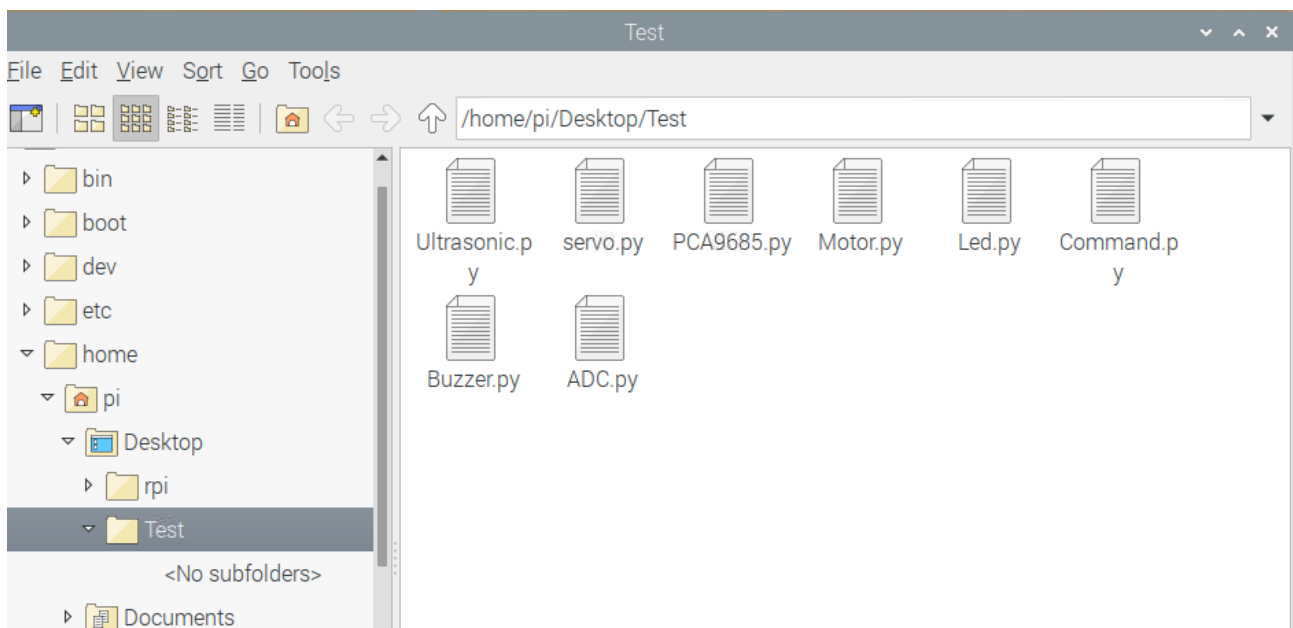 Test
File Edit View Sort Go Tools
/home/pi/Desktop/Test
bin
boot
dev
etc
home
pi
Desktop
rpi
Test
<No subfolders>
Documents
Ultrasonic.p
y
servo.py
PCA9685.py
Motor.py
Led.py
Command.p
y
Buzzer.py
ADC.py